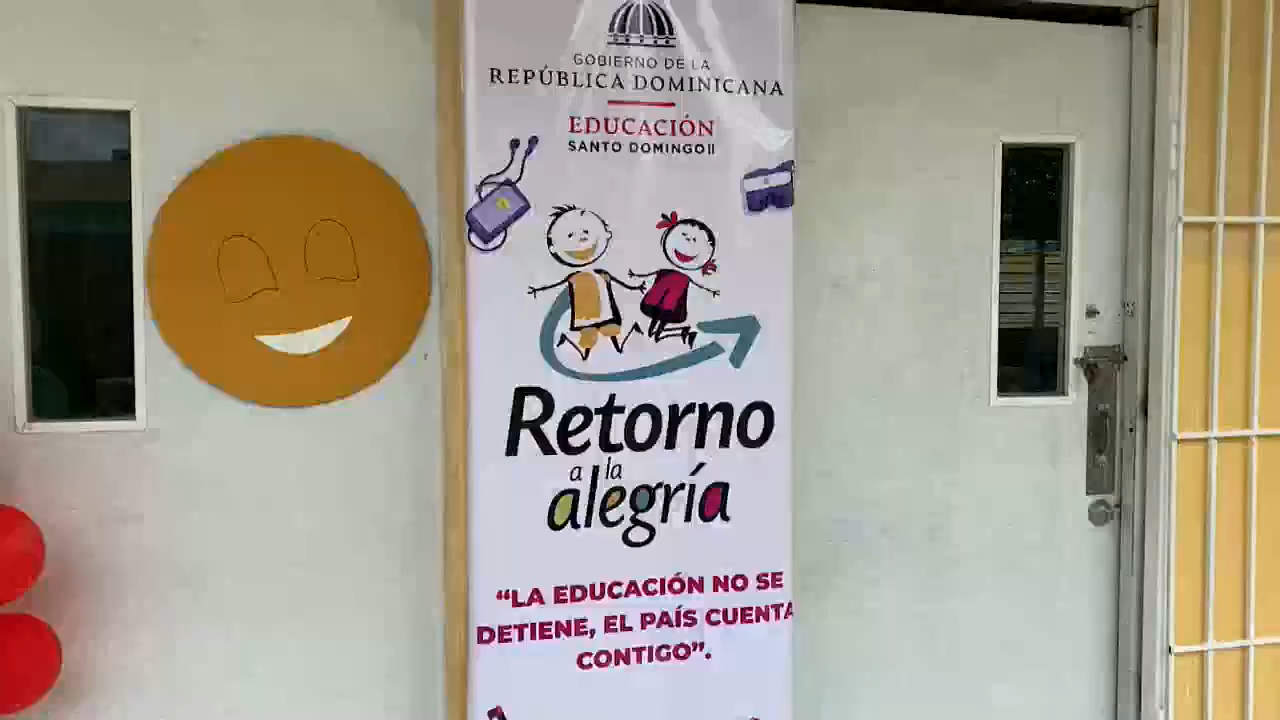 GOBIERNO DE LA
REPÚBLICA DOMINICANA
EDUCACIÓN
SANTO DOMINGO II
Retorno
a la
alegría
“LA EDUCACIÓN NO SE
DETIENE, EL PAÍS CUENTA
CONTIGO”.